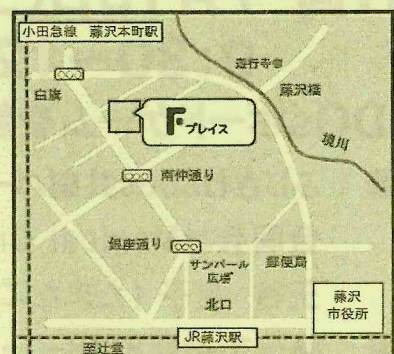 小田急線 藤沢本町駅
遊行寺
白旗
藤沢橋
F プレイス
境川
南仲通り
銀座通り
サンパール
広場
郵便局
北口
藤沢
市役所
JR藤沢駅
至辻堂